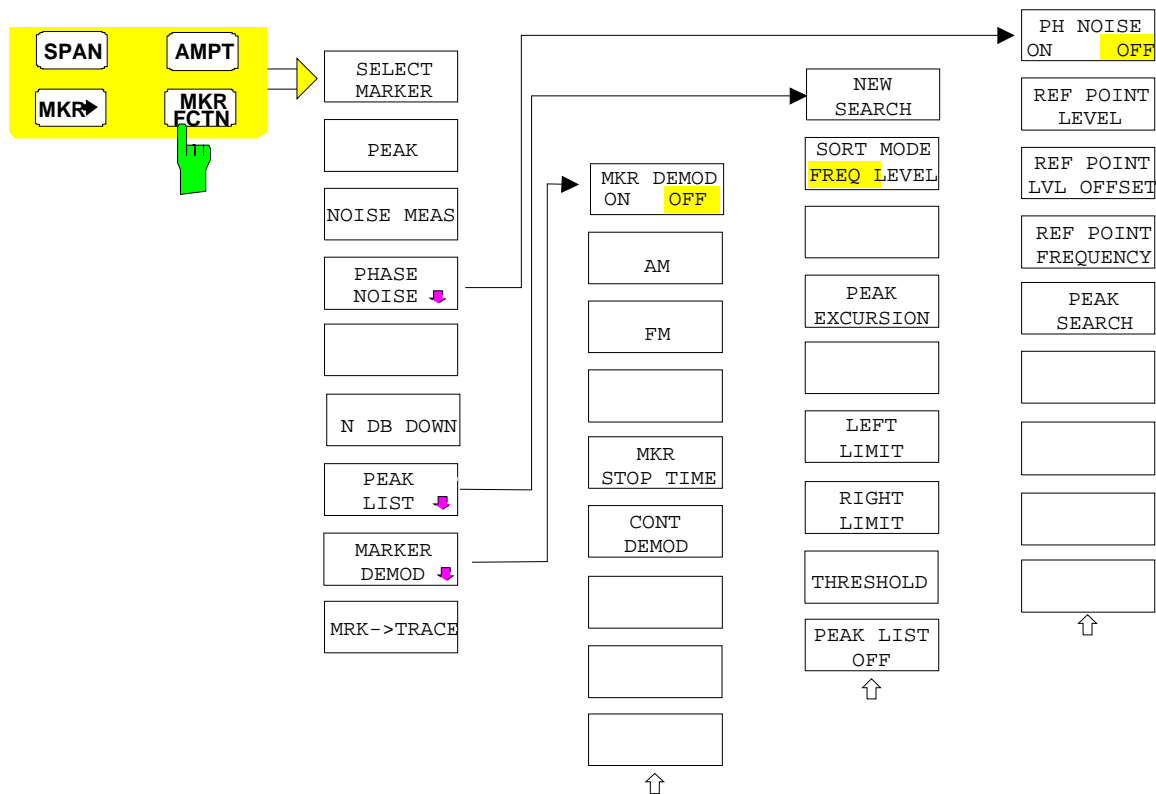 SPAN
AMPT
MKR
MKR
FCTN
SELECT
MARKER
PEAK
NOISE MEAS
PHASE
NOISE
N DB DOWN
PEAK
LIST
MARKER
DEMOD
MRK->TRACE
MKR DEMOD
ON OFF
AM
FM
MKR
STOP TIME
CONT
DEMOD
NEW
SEARCH
SORT MODE
FREQ LEVEL
PEAK
EXCURSION
LEFT
LIMIT
RIGHT
LIMIT
THRESHOLD
PEAK LIST
OFF
PH NOISE
ON OFF
REF POINT
LEVEL
REF POINT
LVL OFFSET
REF POINT
FREQUENCY
PEAK
SEARCH